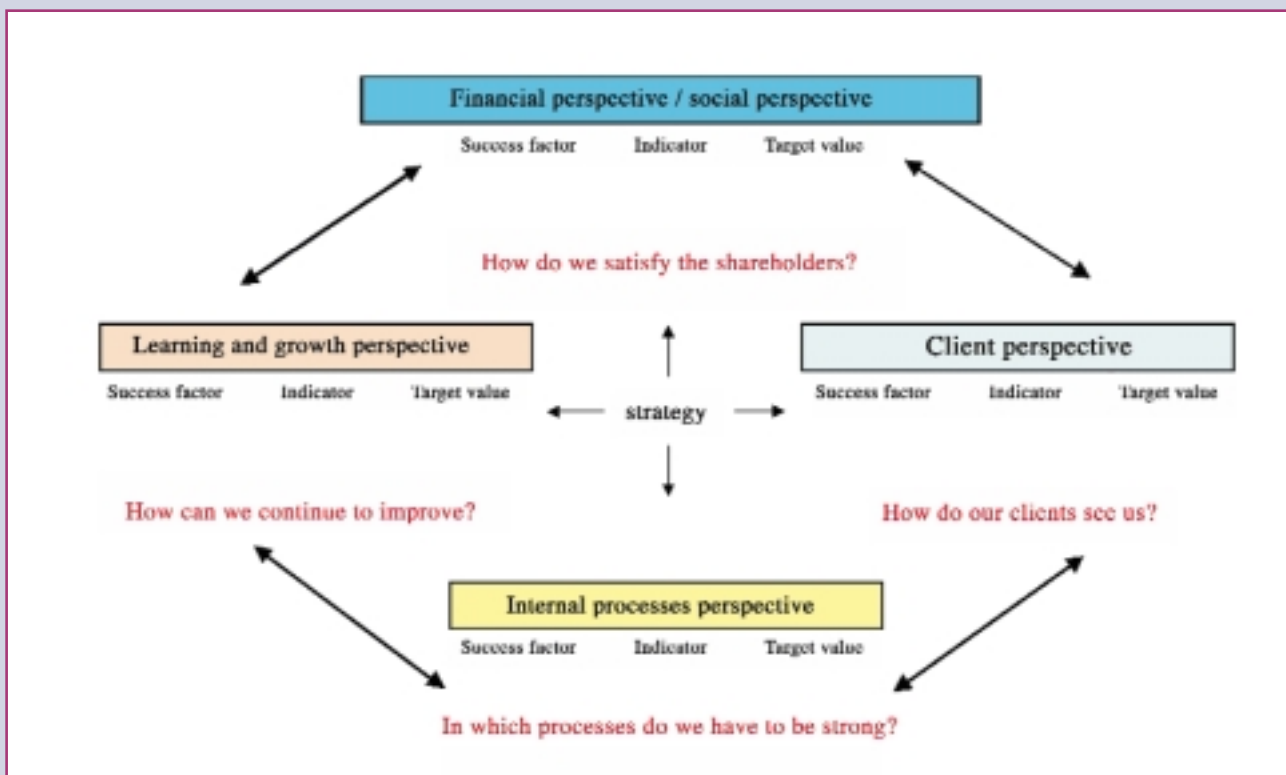 Financial perspective / social perspective
Success factor Indicator Target value
How do we satisfy the shareholders?
Learning and growth perspective
Success factor Indicator Target value
Client perspective
Success factor Indicator Target value
strategy
How can we continue to improve?
How do our clients see us?
Internal processes perspective
Success factor Indicator Target value
In which processes do we have to be strong?